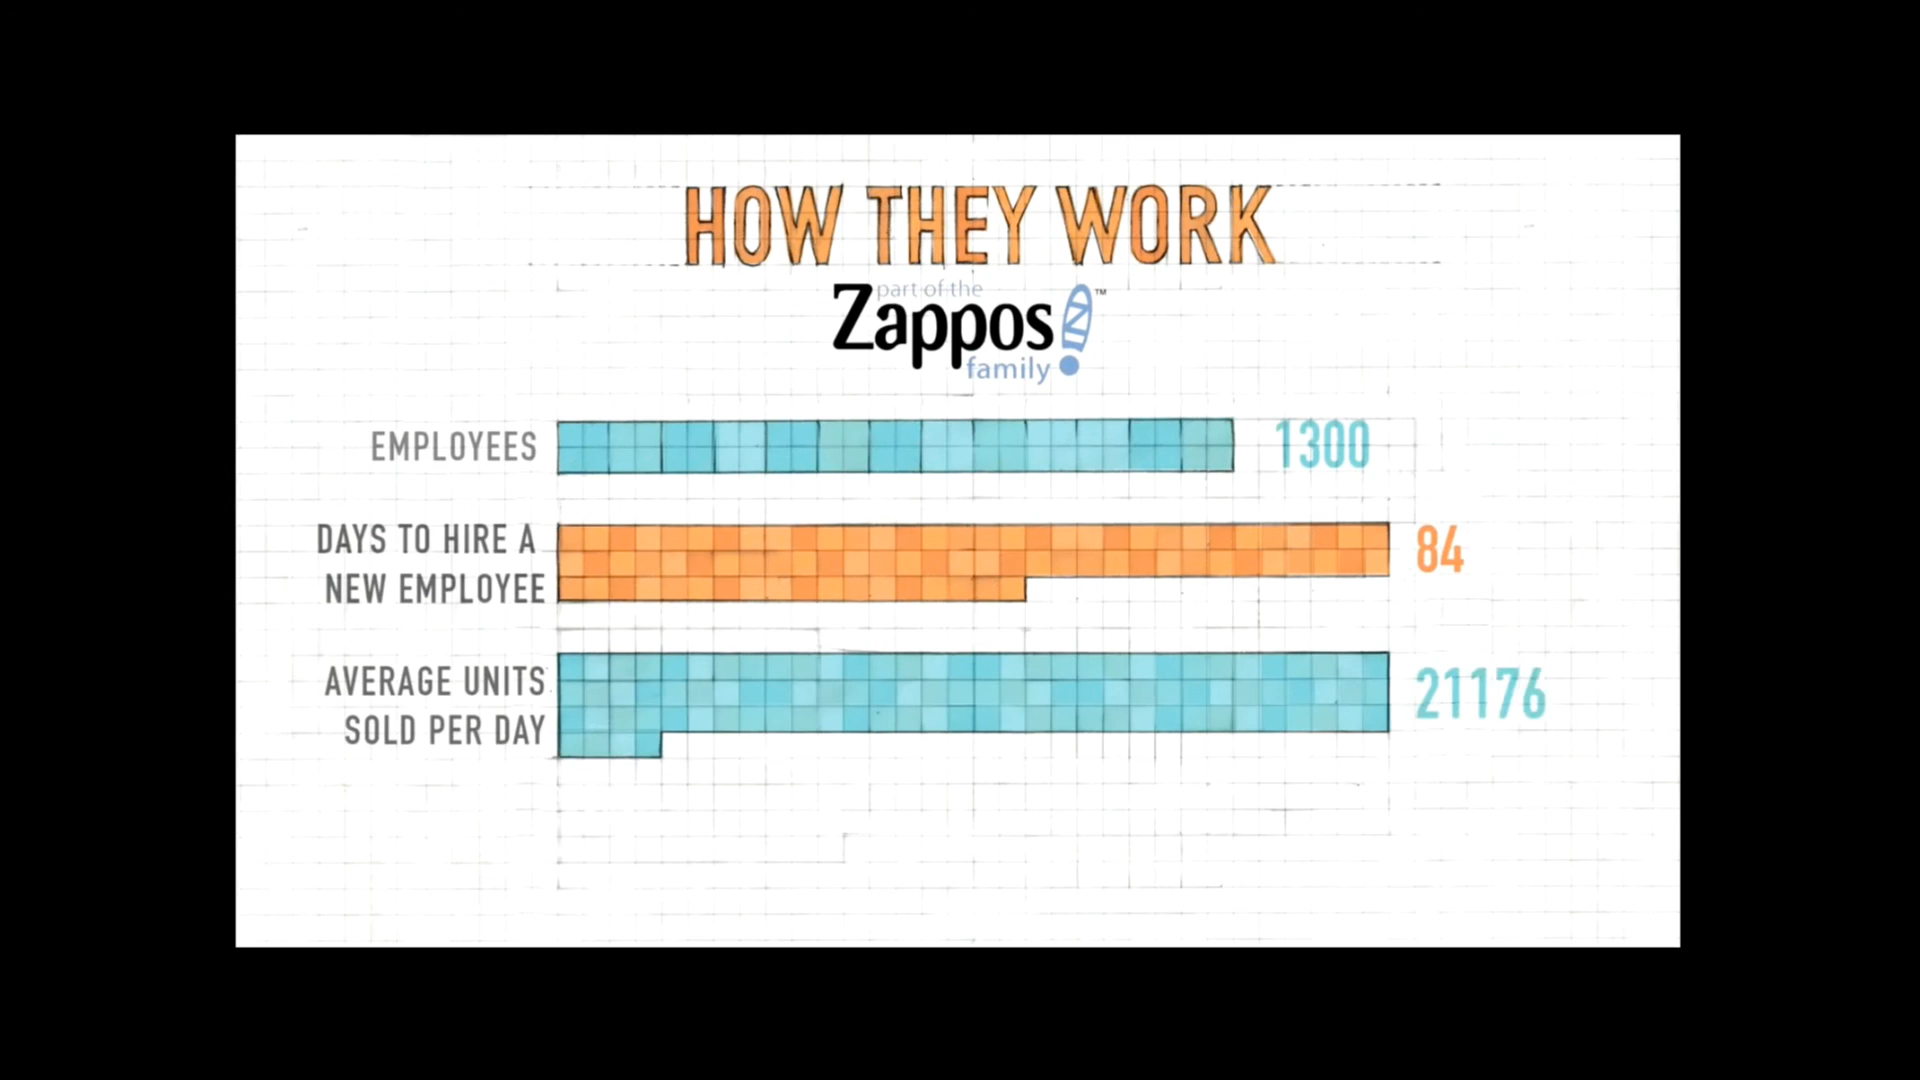 HOW THEY WORK
part of the
Zappos™
family
EMPLOYEES 1300
DAYS TO HIRE A
NEW EMPLOYEE 84
AVERAGE UNITS
SOLD PER DAY 21176